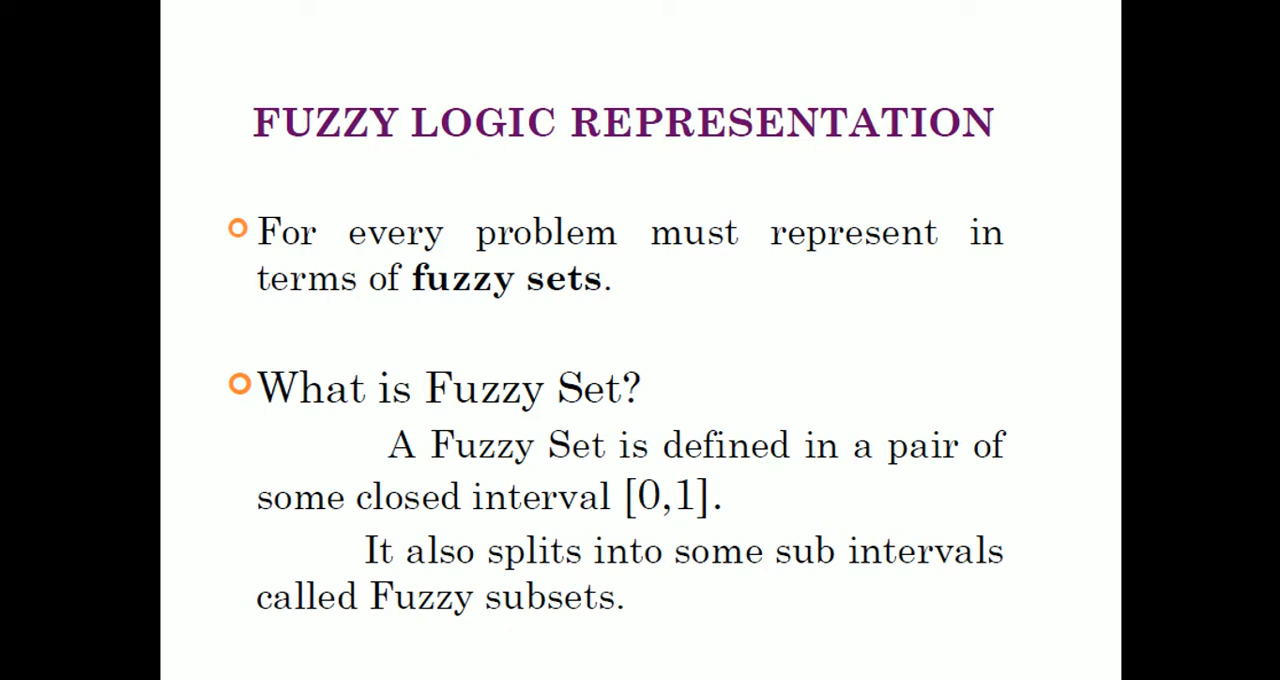 FUZZY LOGIC REPRESENTATION
For every problem must represent in
terms of fuzzy sets.
What is Fuzzy Set?
A Fuzzy Set is defined in a pair of
some closed interval [0,1].
It also splits into some sub intervals
called Fuzzy subsets.